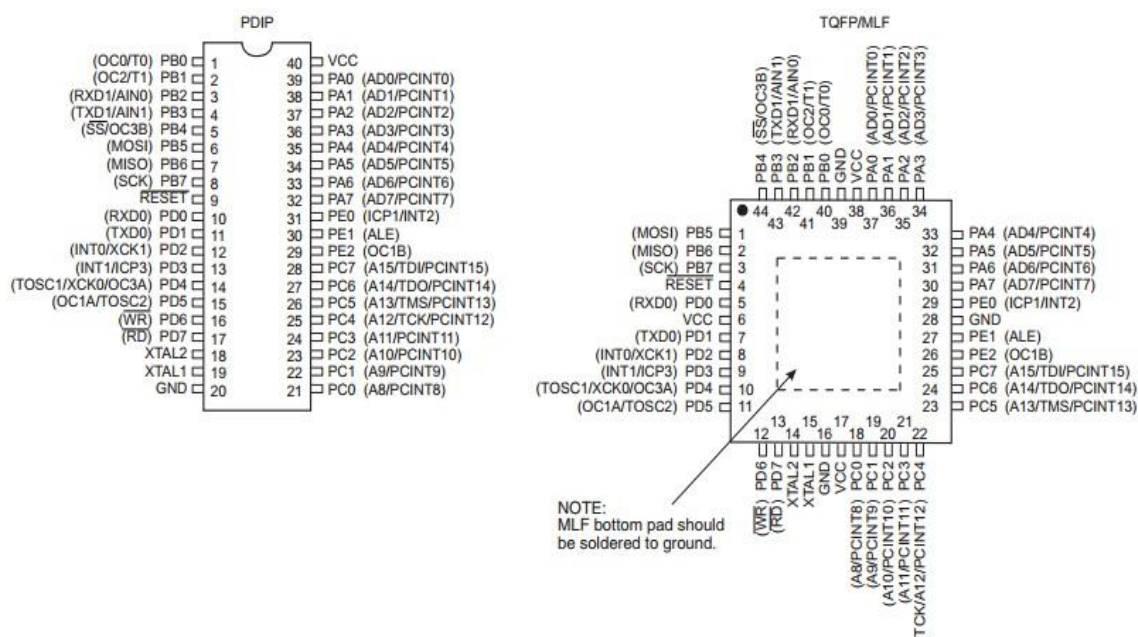 PDIP
(OC0/T0) PB0 1
(OC2/T1) PB1 2
(RXD1/AIN0) PB2 3
(TXD1/AIN1) PB3 4
(SS/OC3B) PB4 5
(MOSI) PB5 6
(MISO) PB6 7
(SCK) PB7 8
RESET 9
(RXD0) PD0 10
(TXD0) PD1 11
(INT0/XCK1) PD2 12
(INT1/ICP3) PD3 13
(TOSC1/XCK0/OC3A) PD4 14
(OC1A/TOSC2) PD5 15
(WR) PD6 16
(RD) PD7 17
XTAL2 18
XTAL1 19
GND 20
40 VCC
39 PA0 (AD0/PCINT0)
38 PA1 (AD1/PCINT1)
37 PA2 (AD2/PCINT2)
36 PA3 (AD3/PCINT3)
35 PA4 (AD4/PCINT4)
34 PA5 (AD5/PCINT5)
33 PA6 (AD6/PCINT6)
32 PA7 (AD7/PCINT7)
31 PE0 (ICP1/INT2)
30 PE1 (ALE)
29 PE2 (OC1B)
28 PC7 (A15/TDI/PCINT15)
27 PC6 (A14/TDO/PCINT14)
26 PC5 (A13/TMS/PCINT13)
25 PC4 (A12/TCK/PCINT12)
24 PC3 (A11/PCINT11)
23 PC2 (A10/PCINT10)
22 PC1 (A9/PCINT9)
21 PC0 (A8/PCINT8)
TQFP/MLF
PB4 (SS/OC3B) 44
PB3 (TXD1/AIN1) 43
PB2 (RXD1/AIN0) 42
PB1 (OC2/T1) 41
PB0 (OC0/T0) 40
GND 39
VCC 38
PA0 (AD0/PCINT0) 37
PA1 (AD1/PCINT1) 36
PA2 (AD2/PCINT2) 35
PA3 (AD3/PCINT3) 34
(MOSI) PB5 1
(MISO) PB6 2
(SCK) PB7 3
RESET 4
(RXD0) PD0 5
VCC 6
(TXD0) PD1 7
(INT0/XCK1) PD2 8
(INT1/ICP3) PD3 9
(TOSC1/XCK0/OC3A) PD4 10
(OC1A/TOSC2) PD5 11
33 PA4 (AD4/PCINT4)
32 PA5 (AD5/PCINT5)
31 PA6 (AD6/PCINT6)
30 PA7 (AD7/PCINT7)
29 PE0 (ICP1/INT2)
28 GND
27 PE1 (ALE)
26 PE2 (OC1B)
25 PC7 (A15/TDI/PCINT15)
24 PC6 (A14/TDO/PCINT14)
23 PC5 (A13/TMS/PCINT13)
12 (WR) PD6
13 (RD) PD7
14 XTAL2
15 XTAL1
16 GND
17 VCC
18 (A8/PCINT8) PC0
19 (A9/PCINT9) PC1
20 (A10/PCINT10) PC2
21 (A11/PCINT11) PC3
22 TCK/A12/PCINT12) PC4
NOTE:
MLF bottom pad should
be soldered to ground.